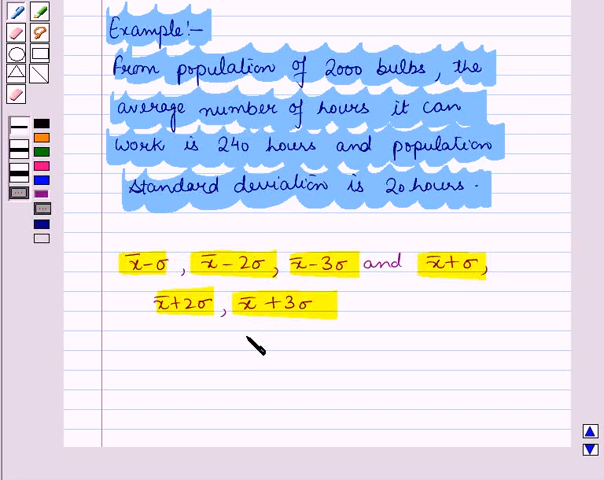 Example:-
From population of 2000 bulbs, the
average number of hours it can
work is 240 hours and population
standard deviation is 20 hours.
x̄-σ, x̄-2σ, x̄-3σ and x̄+σ,
x̄+2σ, x̄+3σ